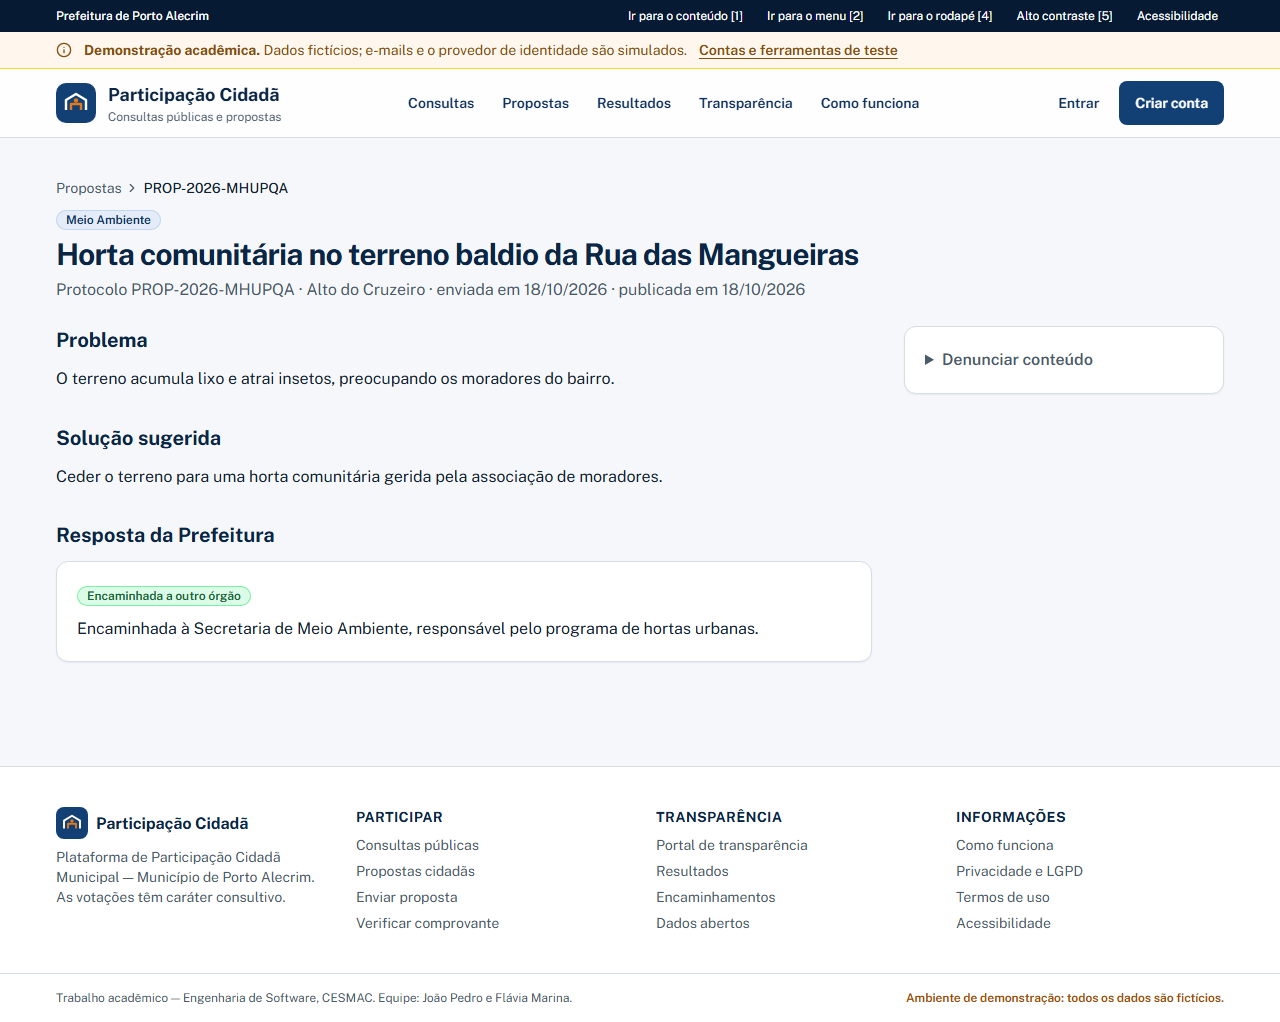 Prefeitura de Porto Alecrim
Ir para o conteúdo [1]
Ir para o menu [2]
Ir para o rodapé [4]
Alto contraste [5]
Acessibilidade
Demonstração acadêmica. Dados fictícios; e-mails e o provedor de identidade são simulados. Contas e ferramentas de teste
Participação Cidadã
Consultas públicas e propostas
Consultas
Propostas
Resultados
Transparência
Como funciona
Entrar
Criar conta
Propostas > PROP-2026-MHUPQA
Meio Ambiente
Horta comunitária no terreno baldio da Rua das Mangueiras
Protocolo PROP-2026-MHUPQA · Alto do Cruzeiro · enviada em 18/10/2026 · publicada em 18/10/2026
Problema
O terreno acumula lixo e atrai insetos, preocupando os moradores do bairro.
Solução sugerida
Ceder o terreno para uma horta comunitária gerida pela associação de moradores.
Resposta da Prefeitura
Encaminhada a outro órgão
Encaminhada à Secretaria de Meio Ambiente, responsável pelo programa de hortas urbanas.
Denunciar conteúdo
Participação Cidadã
Plataforma de Participação Cidadã
Municipal — Município de Porto Alecrim.
As votações têm caráter consultivo.
PARTICIPAR
Consultas públicas
Propostas cidadãs
Enviar proposta
Verificar comprovante
TRANSPARÊNCIA
Portal de transparência
Resultados
Encaminhamentos
Dados abertos
INFORMAÇÕES
Como funciona
Privacidade e LGPD
Termos de uso
Acessibilidade
Trabalho acadêmico — Engenharia de Software, CESMAC. Equipe: João Pedro e Flávia Marina.
Ambiente de demonstração: todos os dados são fictícios.